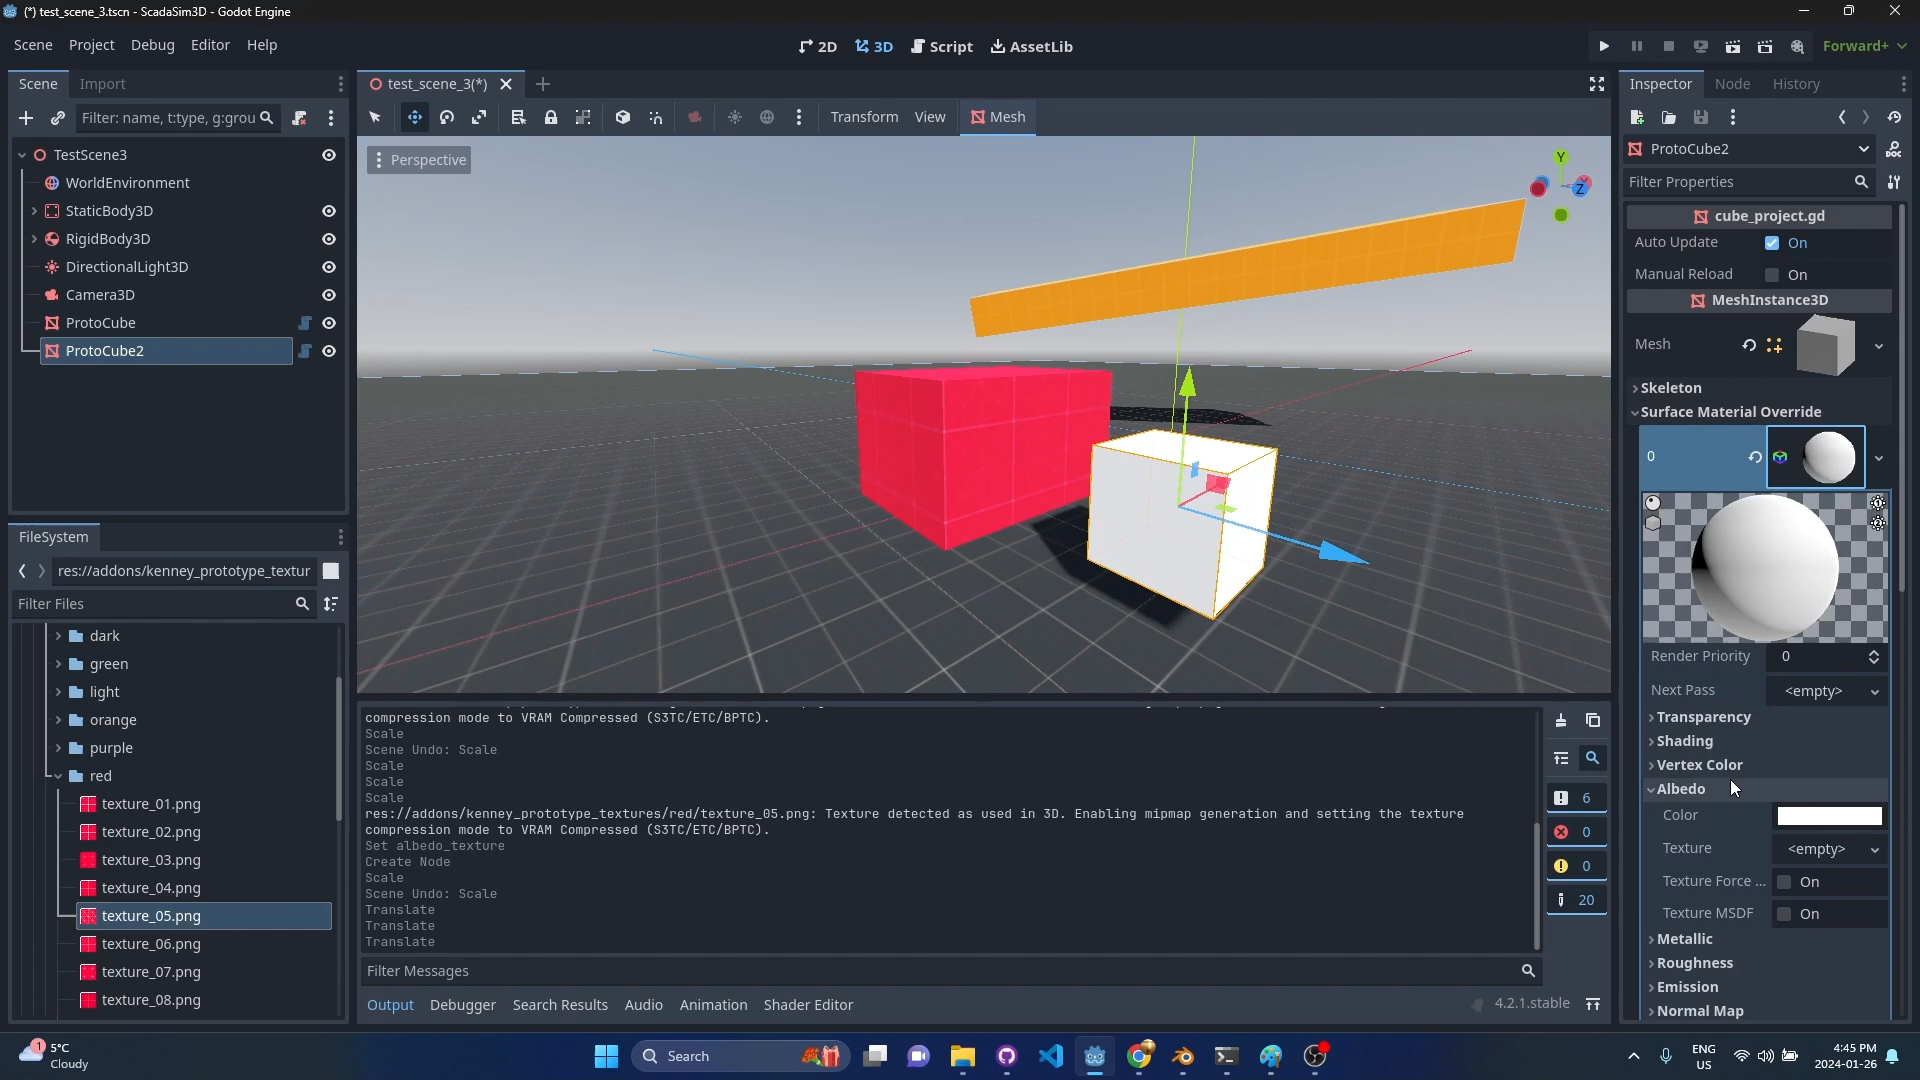 (*) test_scene_3.tscn - ScadaSim3D - Godot Engine
Scene Project Debug Editor Help
2D 3D Script AssetLib
Forward+
Scene Import
Filter: name, t:type, g:grou
TestScene3
WorldEnvironment
StaticBody3D
RigidBody3D
DirectionalLight3D
Camera3D
ProtoCube
ProtoCube2
FileSystem
res://addons/kenney_prototype_textur
Filter Files
dark
green
light
orange
purple
red
texture_01.png
texture_02.png
texture_03.png
texture_04.png
texture_05.png
texture_06.png
texture_07.png
texture_08.png
test_scene_3(*)
Transform View Mesh
Perspective
Y
Z
compression mode to VRAM Compressed (S3TC/ETC/BPTC).
Scale
Scene Undo: Scale
Scale
Scale
Scale
res://addons/kenney_prototype_textures/red/texture_05.png: Texture detected as used in 3D. Enabling mipmap generation and setting the texture
compression mode to VRAM Compressed (S3TC/ETC/BPTC).
Set albedo_texture
Create Node
Scale
Scene Undo: Scale
Translate
Translate
Translate
6
0
0
20
Filter Messages
Output Debugger Search Results Audio Animation Shader Editor
4.2.1.stable
Inspector Node History
ProtoCube2
Filter Properties
cube_project.gd
Auto Update On
Manual Reload On
MeshInstance3D
Mesh
Skeleton
Surface Material Override
0
Render Priority 0
Next Pass <empty>
Transparency
Shading
Vertex Color
Albedo
Color
Texture <empty>
Texture Force ... On
Texture MSDF On
Metallic
Roughness
Emission
Normal Map
1
5°C
Cloudy
Search
ENG
US
4:45 PM
2024-01-26